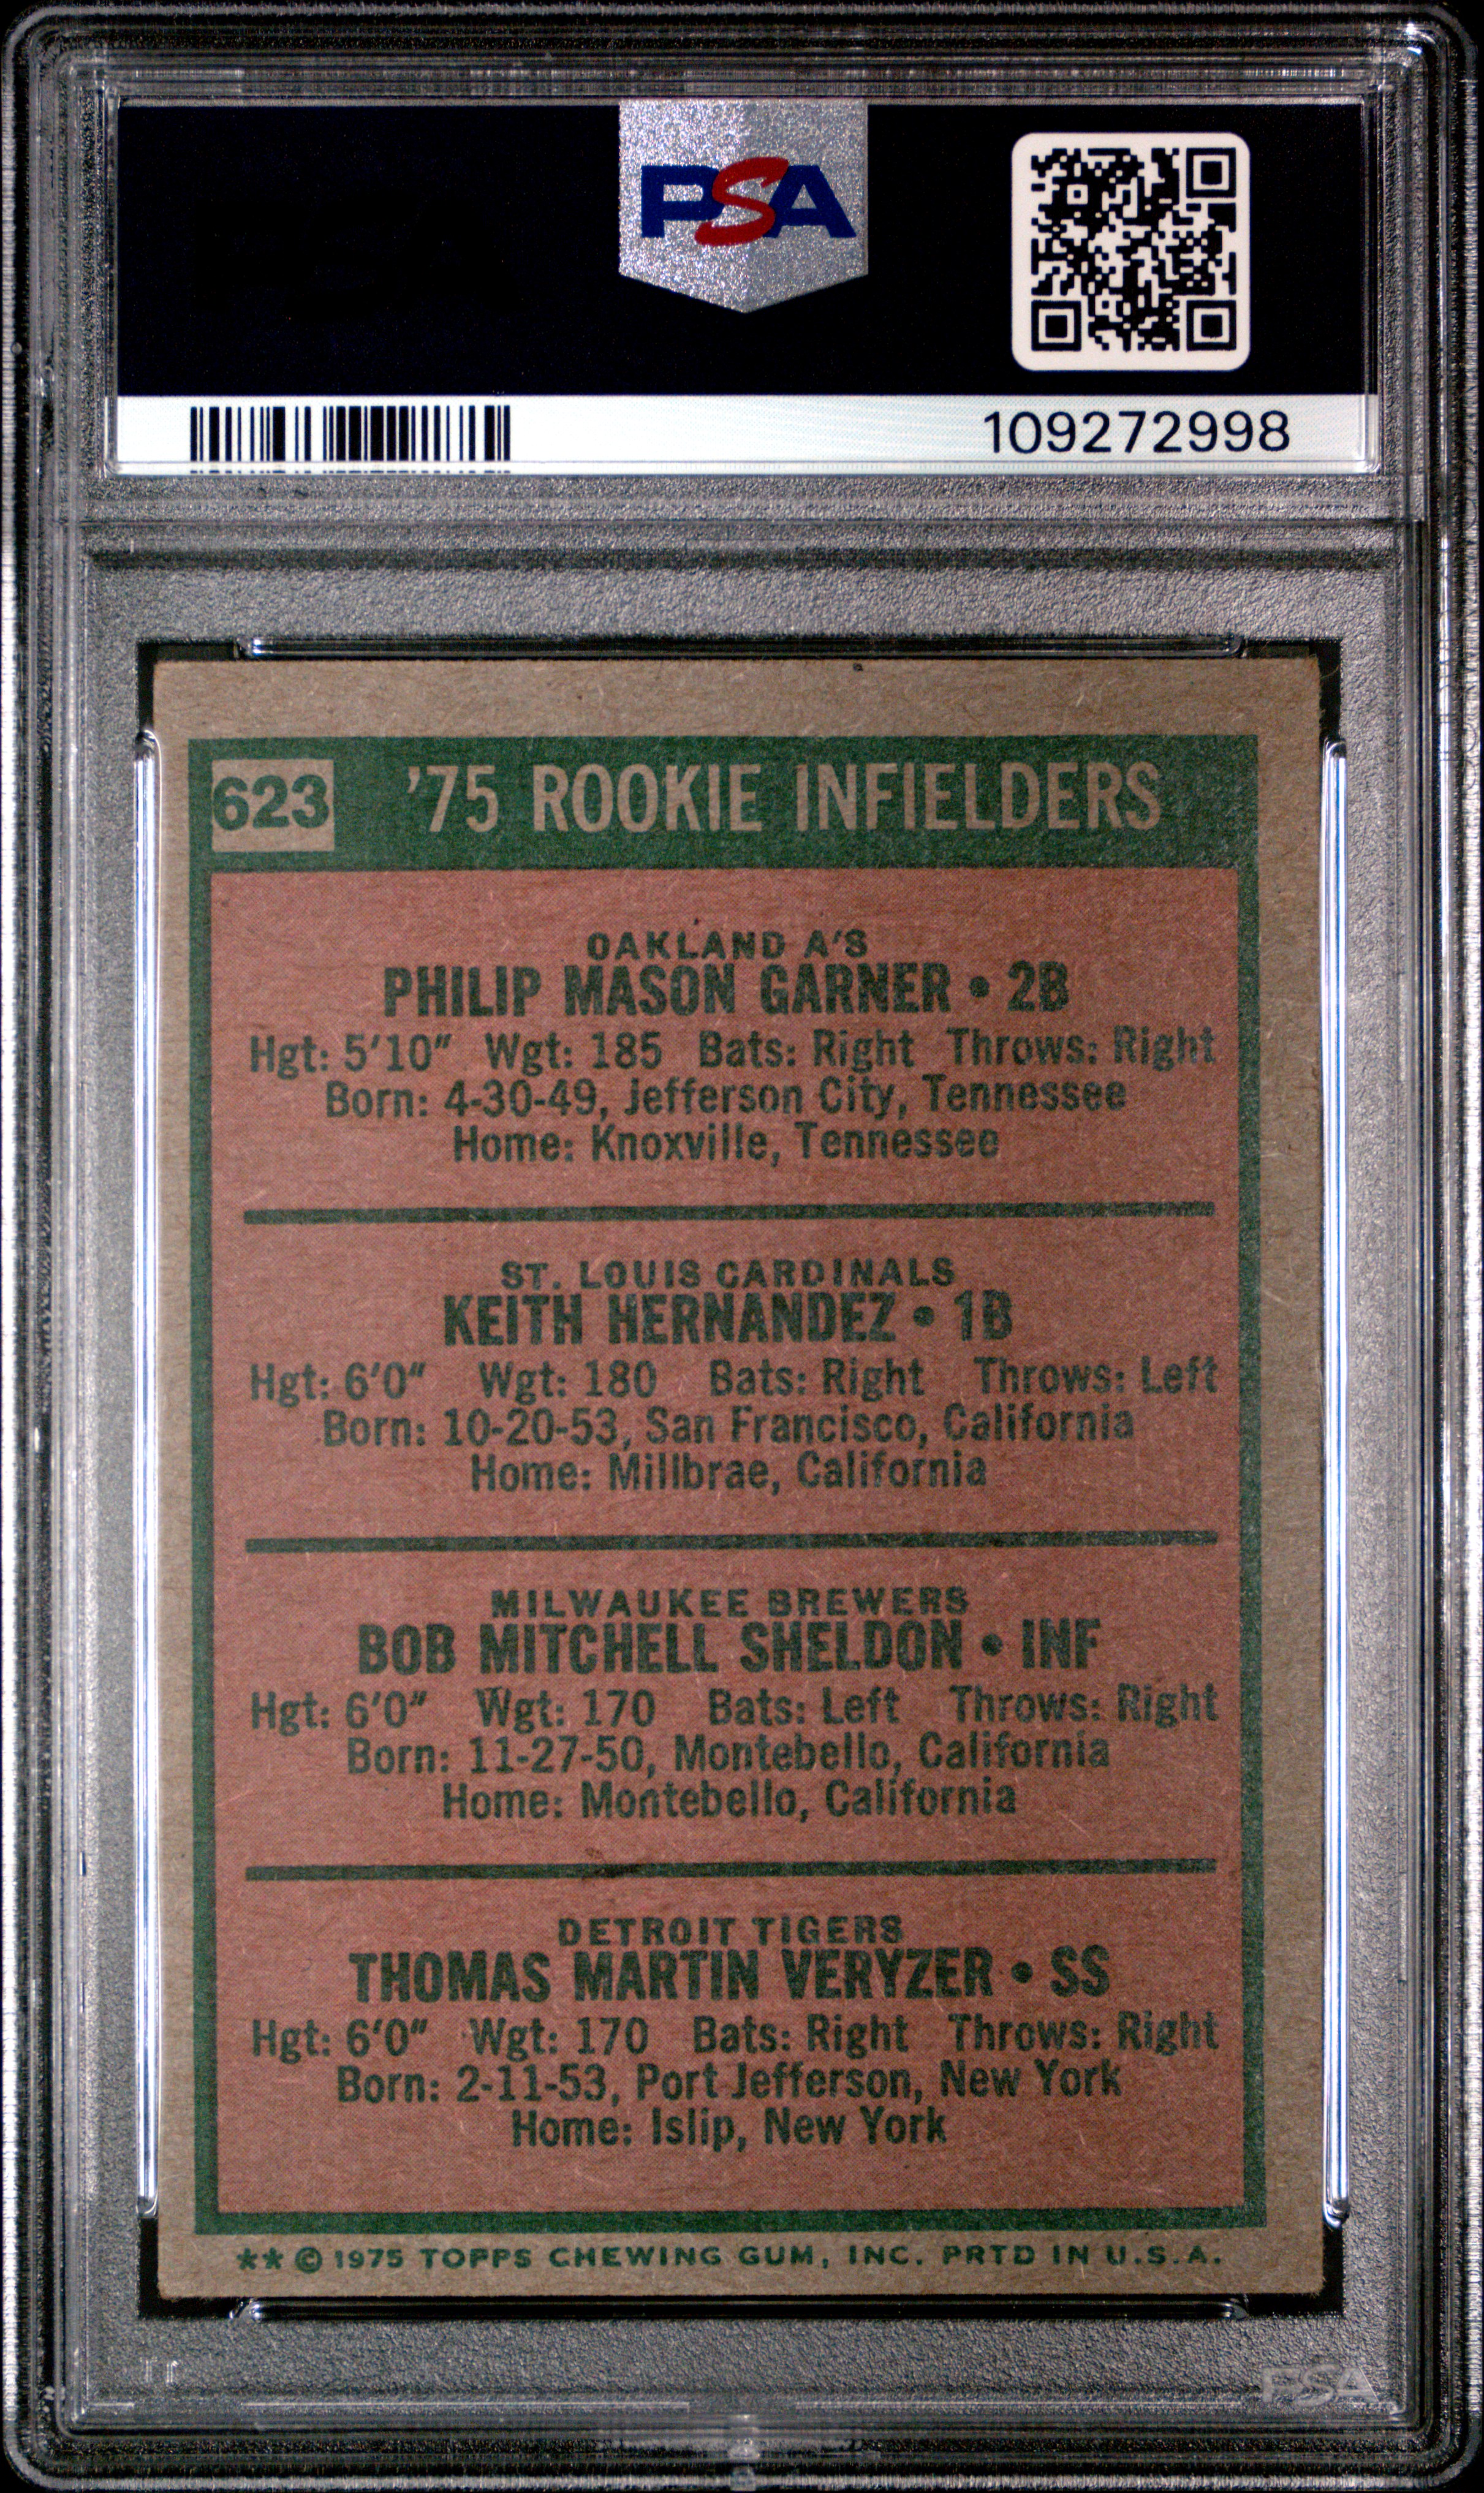 PSA
109272998
623 '75 ROOKIE INFIELDERS
OAKLAND A'S
PHILIP MASON GARNER • 2B
Hgt: 5'10" Wgt: 185 Bats: Right Throws: Right
Born: 4-30-49, Jefferson City, Tennessee
Home: Knoxville, Tennessee
ST. LOUIS CARDINALS
KEITH HERNANDEZ • 1B
Hgt: 6'0" Wgt: 180 Bats: Right Throws: Left
Born: 10-20-53, San Francisco, California
Home: Millbrae, California
MILWAUKEE BREWERS
BOB MITCHELL SHELDON • INF
Hgt: 6'0" Wgt: 170 Bats: Left Throws: Right
Born: 11-27-50, Montebello, California
Home: Montebello, California
DETROIT TIGERS
THOMAS MARTIN VERYZER • SS
Hgt: 6'0" Wgt: 170 Bats: Right Throws: Right
Born: 2-11-53, Port Jefferson, New York
Home: Islip, New York
** © 1975 TOPPS CHEWING GUM, INC. PRTD IN U.S.A.
PSA